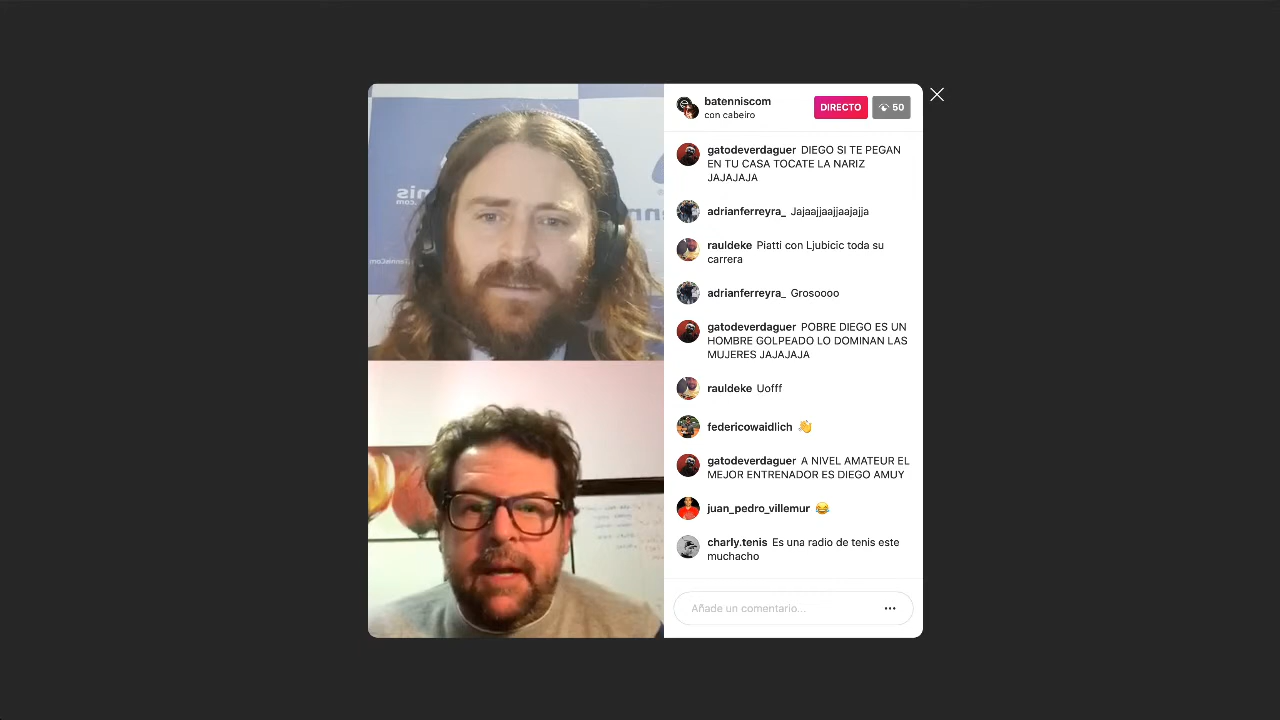 batenniscom
con cabeiro
DIRECTO
50
gatodeverdaguer DIEGO SI TE PEGAN
EN TU CASA TOCATE LA NARIZ
JAJAJAJA
adrianferreyra_ Jajaajjaajjaajajja
rauldeke Piatti con Ljubicic toda su
carrera
adrianferreyra_ Grosoooo
gatodeverdaguer POBRE DIEGO ES UN
HOMBRE GOLPEADO LO DOMINAN LAS
MUJERES JAJAJAJA
rauldeke Uofff
federicowaidlich 👏
gatodeverdaguer A NIVEL AMATEUR EL
MEJOR ENTRENADOR ES DIEGO AMUY
juan_pedro_villemur 😂
charly.tenis Es una radio de tenis este
muchacho
Añade un comentario...